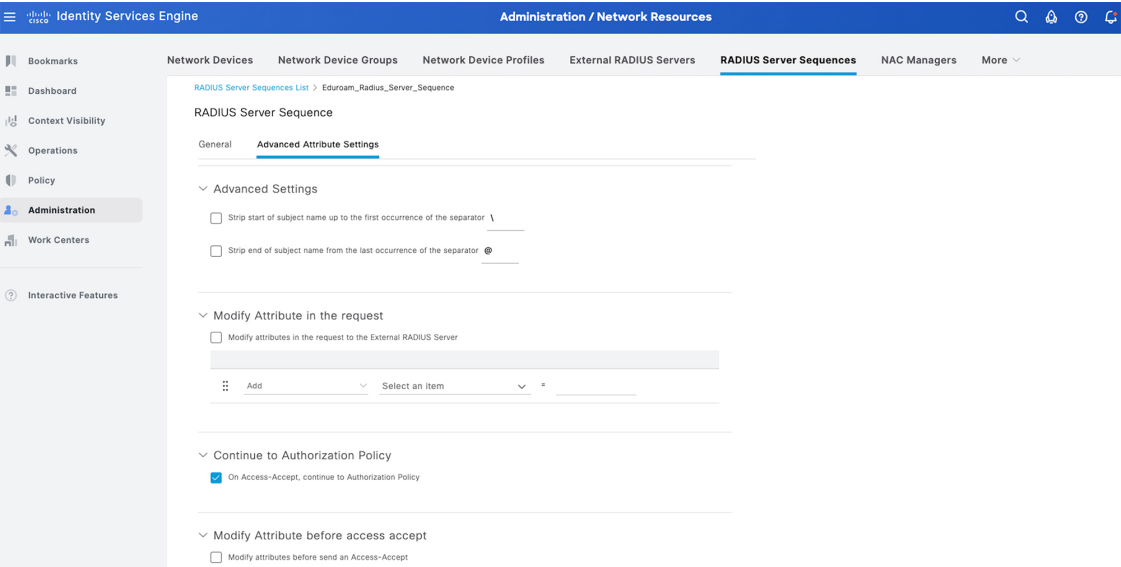 CISCO Identity Services Engine
Administration / Network Resources
Bookmarks
Dashboard
Context Visibility
Operations
Policy
Administration
Work Centers
Interactive Features
Network Devices Network Device Groups Network Device Profiles External RADIUS Servers RADIUS Server Sequences NAC Managers More
RADIUS Server Sequences List > Eduroam_Radius_Server_Sequence
RADIUS Server Sequence
General Advanced Attribute Settings
Advanced Settings
Strip start of subject name up to the first occurrence of the separator \
Strip end of subject name from the last occurrence of the separator @
Modify Attribute in the request
Modify attributes in the request to the External RADIUS Server
Add Select an item =
Continue to Authorization Policy
On Access-Accept, continue to Authorization Policy
Modify Attribute before access accept
Modify attributes before send an Access-Accept